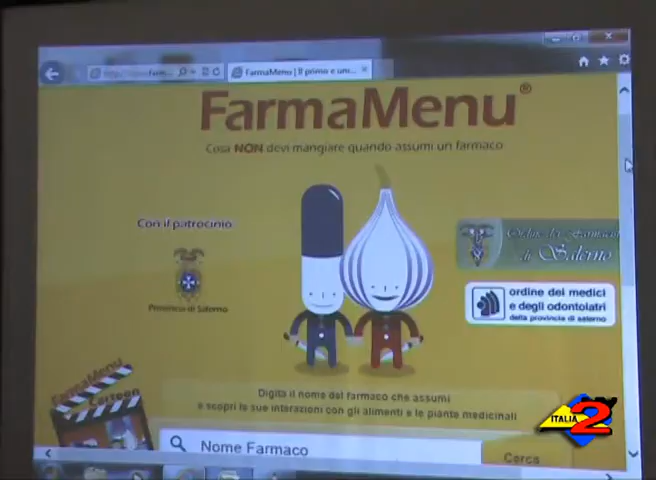 FarmaMenu | Il primo e uni...
FarmaMenu®
Cosa NON devi mangiare quando assumi un farmaco
Con il patrocinio
Provincia di Salerno
Ordine dei Farmacisti
di Salerno
ordine dei medici
e degli odontoiatri
della provincia di salerno
FarmaMenu
Cartoon
Digita il nome del farmaco che assumi
e scopri le sue interazioni con gli alimenti e le piante medicinali
Nome Farmaco
Cerca
ITALIA
2